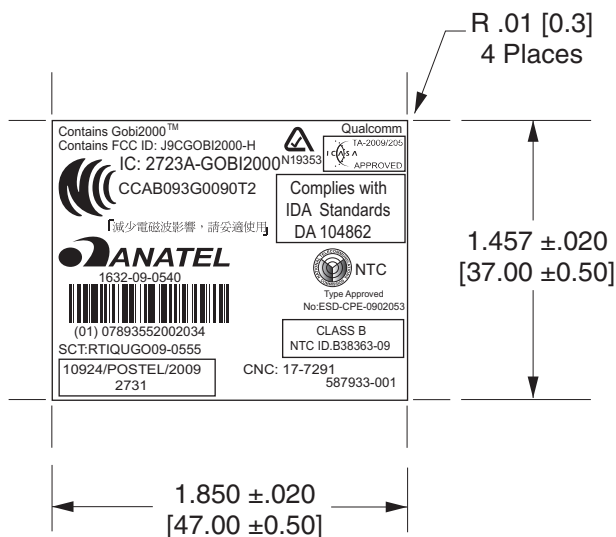 R .01 [0.3]
4 Places
Contains Gobi2000™
Contains FCC ID: J9CGOBI2000-H
IC: 2723A-GOBI2000
CCAB093G0090T2
「減少電磁波影響，請妥適使用」
N19353
Qualcomm
TA-2009/205
ICASA
APPROVED
Complies with
IDA Standards
DA 104862
ANATEL
1632-09-0540
(01) 07893552002034
SCT:RTIQUGO09-0555
10924/POSTEL/2009
2731
NTC
Type Approved
No:ESD-CPE-0902053
CLASS B
NTC ID.B38363-09
CNC: 17-7291
587933-001
1.457 ±.020
[37.00 ±0.50]
1.850 ±.020
[47.00 ±0.50]